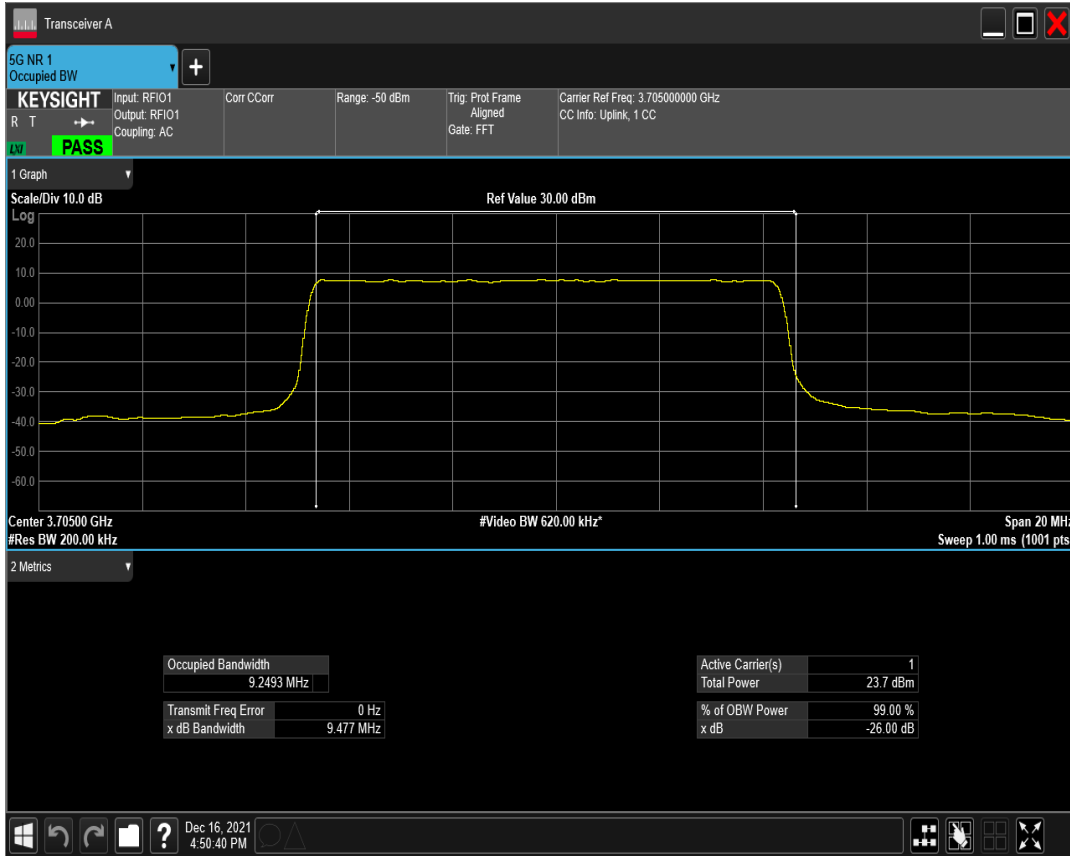 Transceiver A
5G NR 1
Occupied BW
KEYSIGHT Input: RFIO1 Corr CCorr Range: -50 dBm Trig: Prot Frame Carrier Ref Freq: 3.705000000 GHz
R T Output: RFIO1 Aligned CC Info: Uplink, 1 CC
Coupling: AC Gate: FFT
LXI PASS
1 Graph
Scale/Div 10.0 dB Ref Value 30.00 dBm
Log
20.0
10.0
0.00
-10.0
-20.0
-30.0
-40.0
-50.0
-60.0
Center 3.70500 GHz #Video BW 620.00 kHz* Span 20 MHz
#Res BW 200.00 kHz Sweep 1.00 ms (1001 pts
2 Metrics
Occupied Bandwidth Active Carrier(s) 1
9.2493 MHz Total Power 23.7 dBm
Transmit Freq Error 0 Hz % of OBW Power 99.00 %
x dB Bandwidth 9.477 MHz x dB -26.00 dB
? Dec 16, 2021
4:50:40 PM